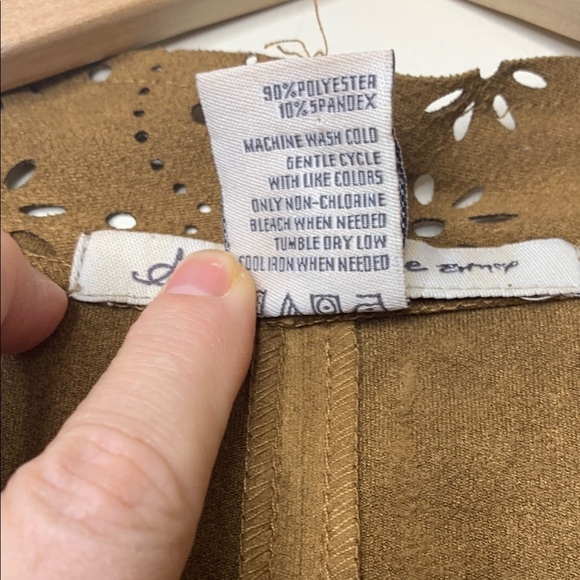 90%POLYESTER
10%SPANDEX
MACHINE WASH COLD
GENTLE CYCLE
WITH LIKE COLORS
ONLY NON-CHLORINE
BLEACH WHEN NEEDED
TUMBLE DRY LOW
COOL IRON WHEN NEEDED